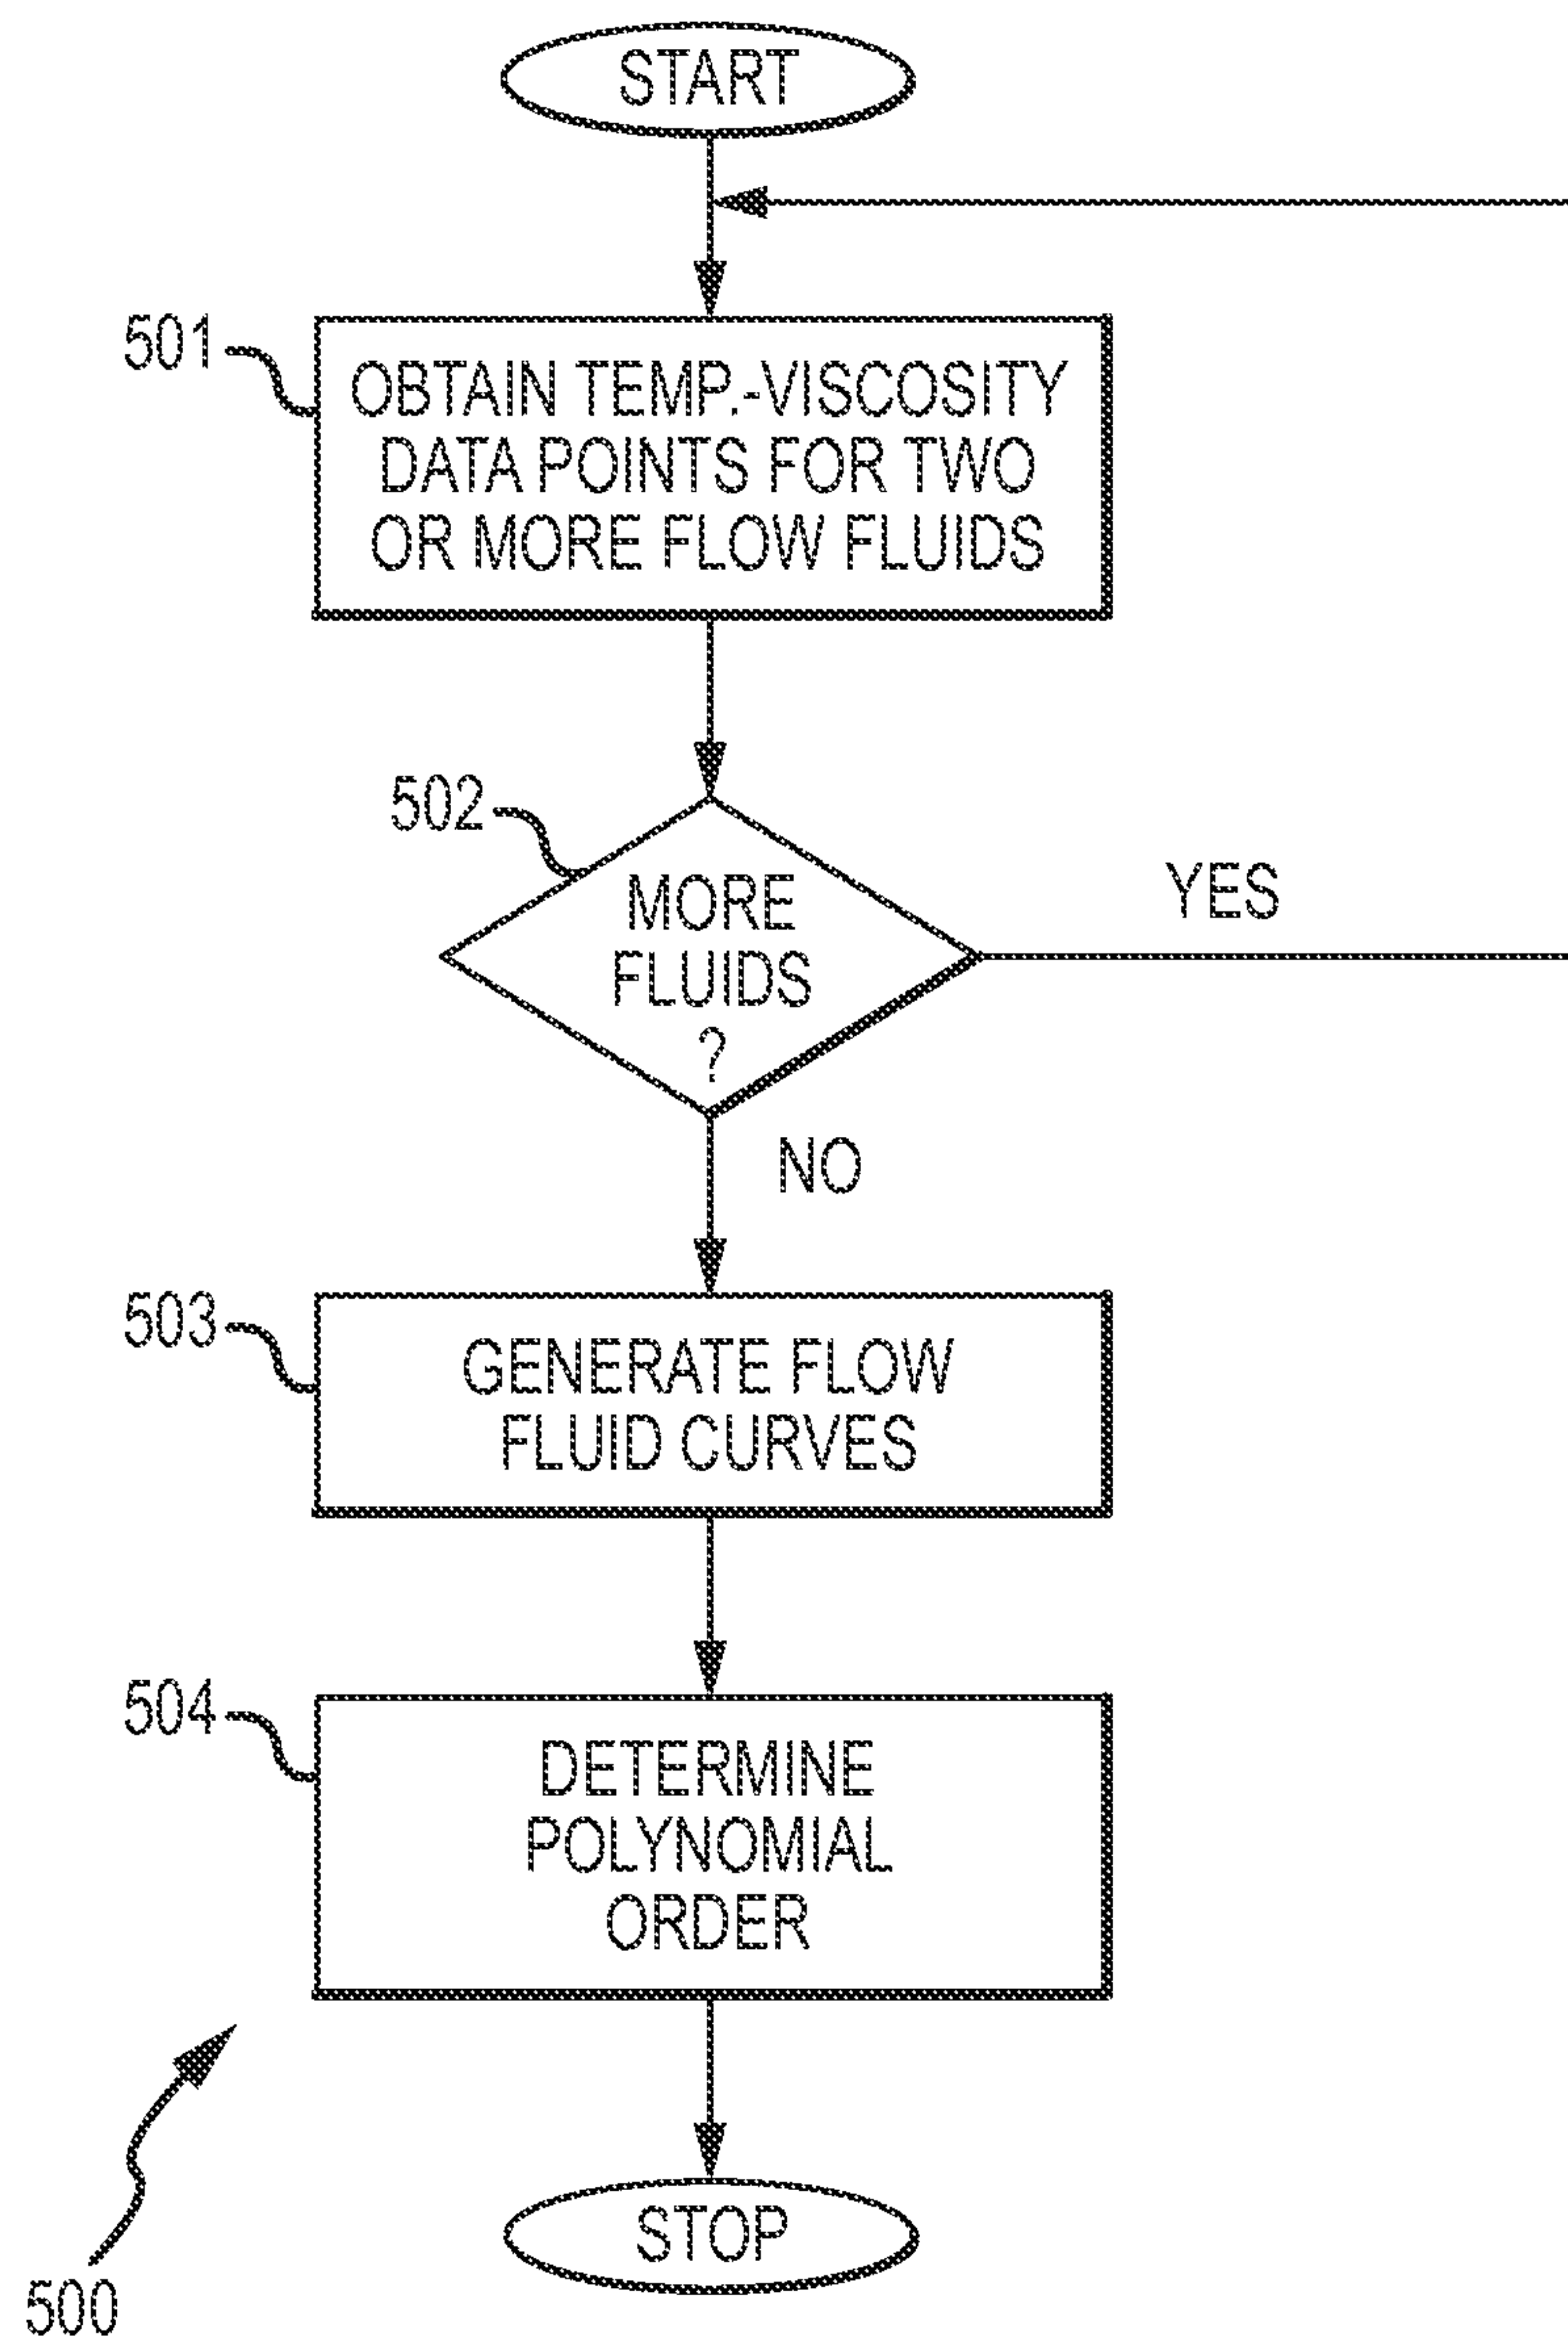 START
501
OBTAIN TEMP.-VISCOSITY
DATA POINTS FOR TWO
OR MORE FLOW FLUIDS
502
MORE
FLUIDS
?
YES
NO
503
GENERATE FLOW
FLUID CURVES
504
DETERMINE
POLYNOMIAL
ORDER
STOP
500